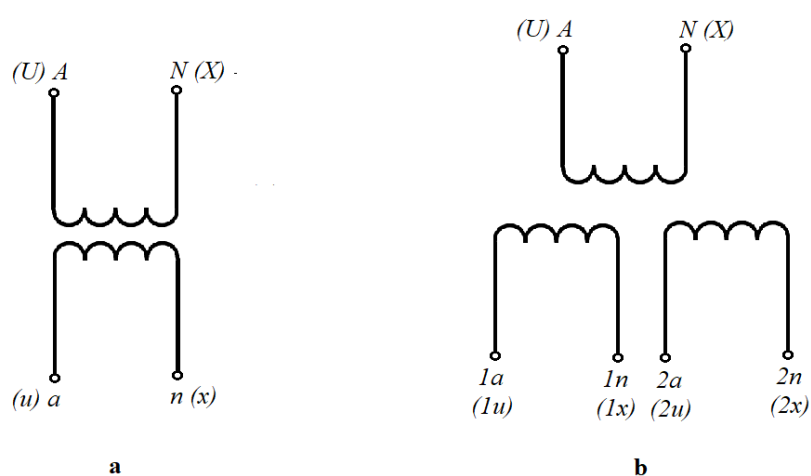 (U) A N (X)
(u) a n (x)
a
(U) A N (X)
1a 1n 2a 2n
(1u) (1x) (2u) (2x)
b